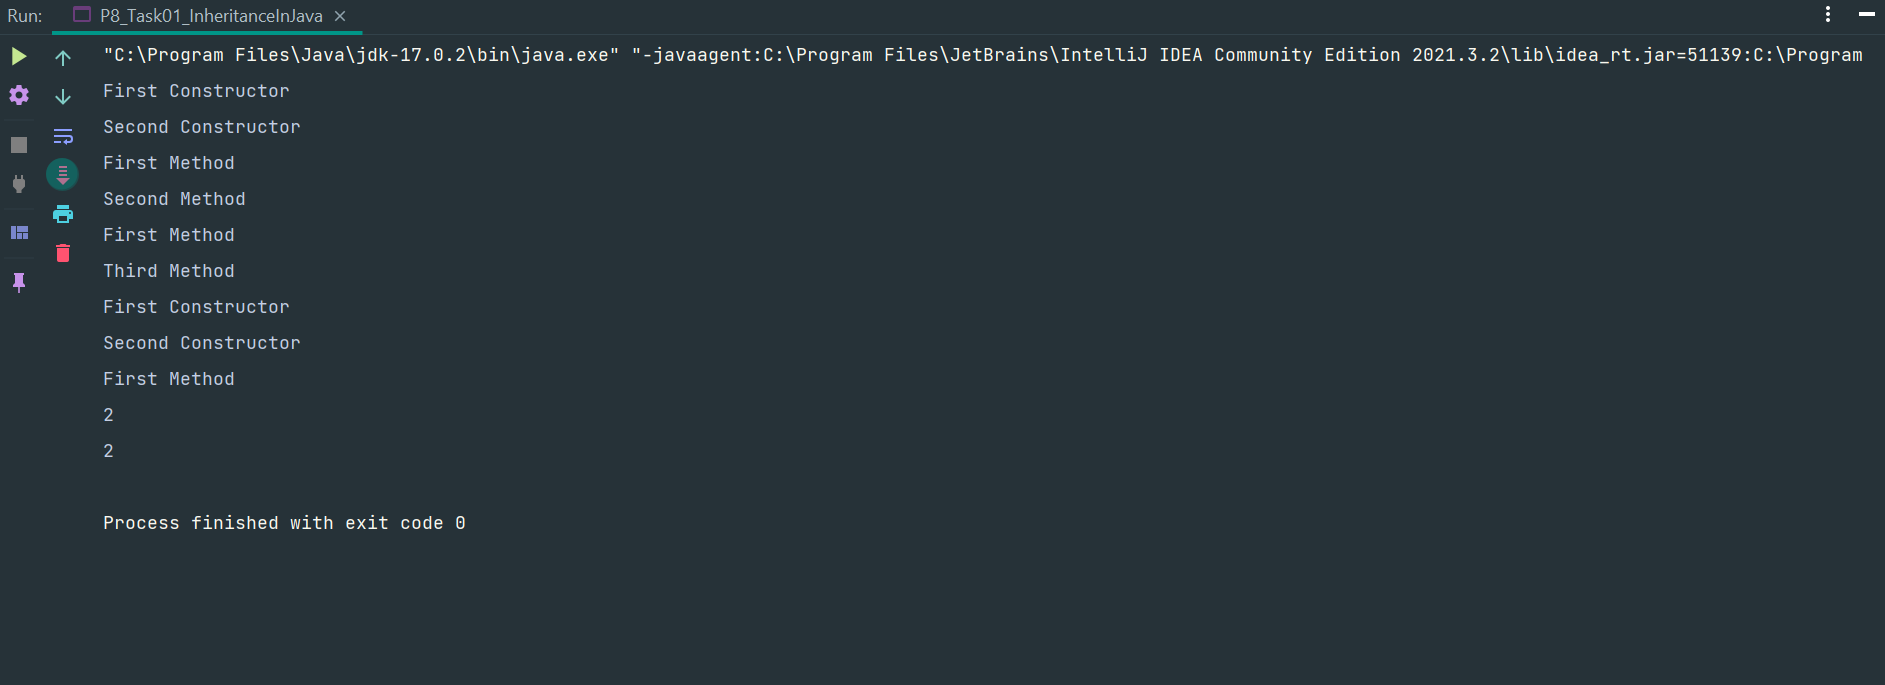 Run: P8_Task01_InheritanceInJava
"C:\Program Files\Java\jdk-17.0.2\bin\java.exe" "-javaagent:C:\Program Files\JetBrains\IntelliJ IDEA Community Edition 2021.3.2\lib\idea_rt.jar=51139:C:\Program
First Constructor
Second Constructor
First Method
Second Method
First Method
Third Method
First Constructor
Second Constructor
First Method
2
2
Process finished with exit code 0